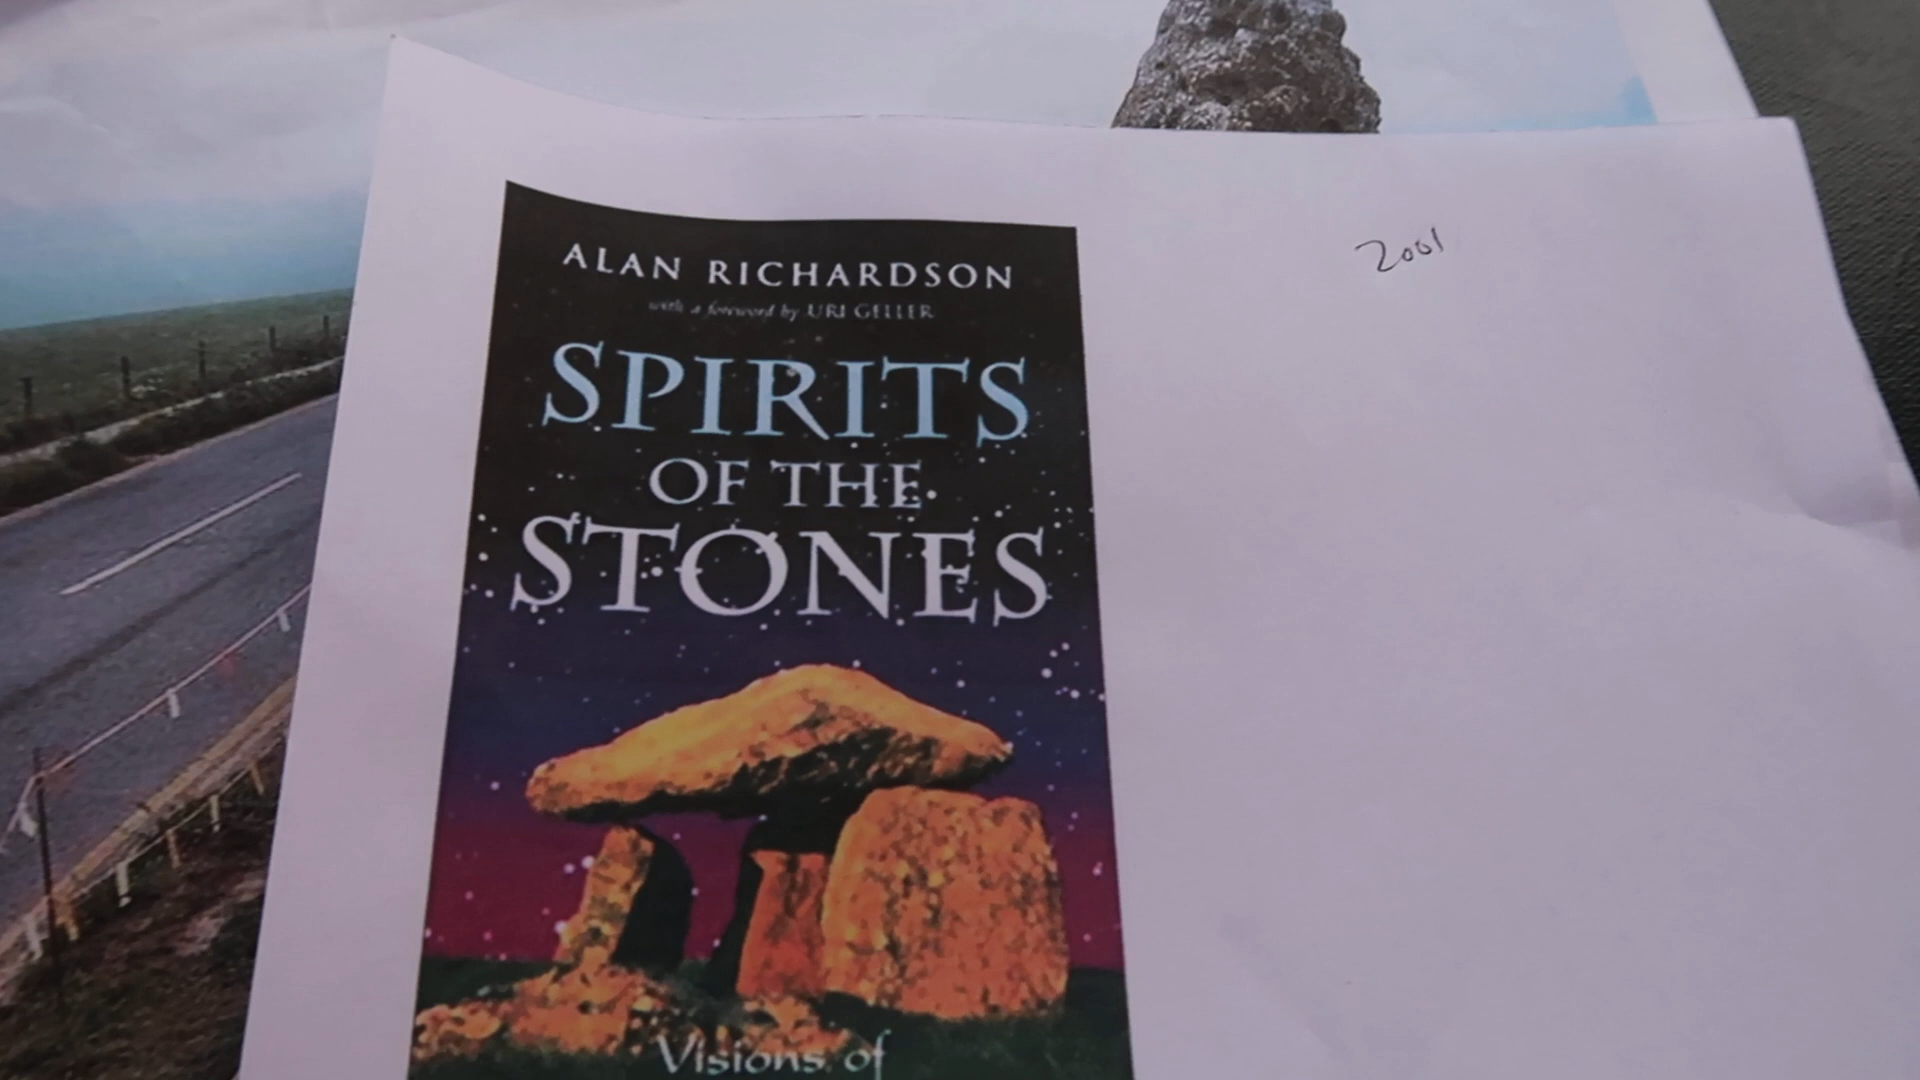 ALAN RICHARDSON
with a foreword by URI GELLER
2001
SPIRITS
OF THE
STONES
Visions of